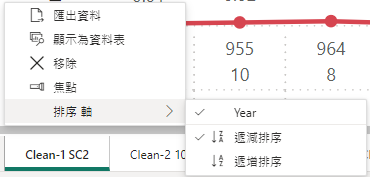 匯出資料
顯示為資料表
移除
焦點
排序 軸
955
964
10
8
Year
遞減排序
遞增排序
Clean-1 SC2
Clean-2 10